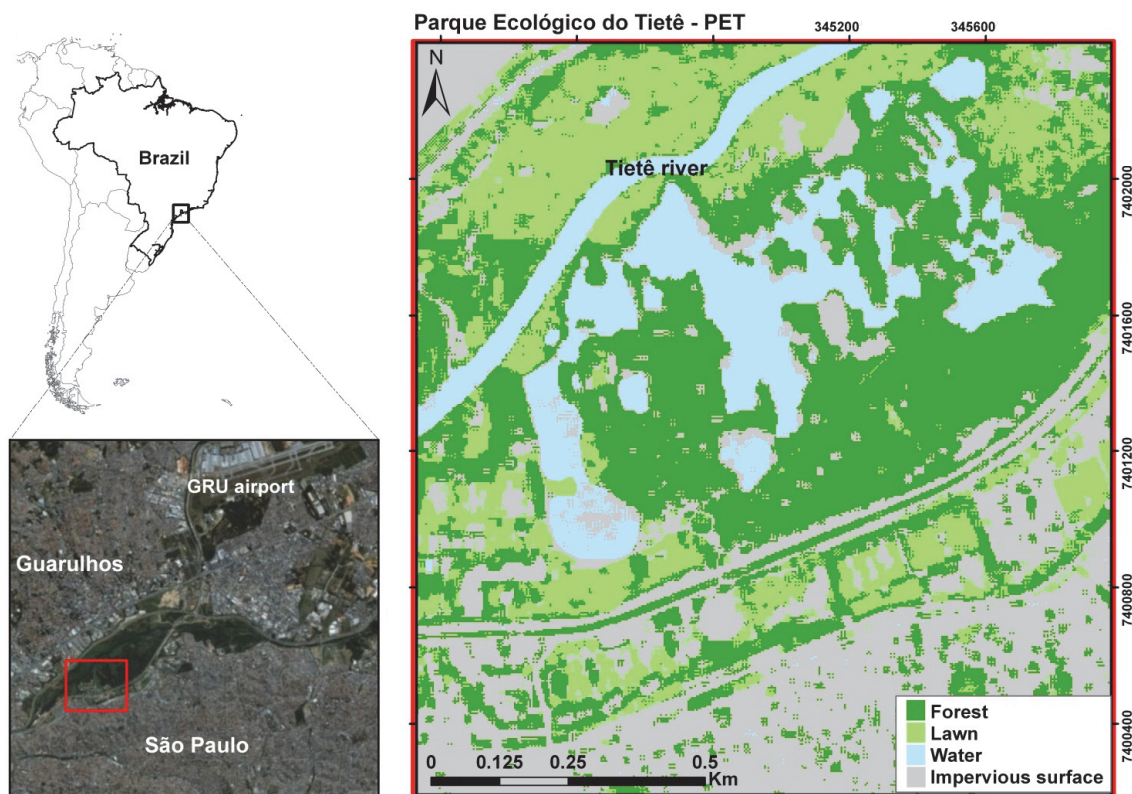 Parque Ecológico do Tietê - PET
345200
345600
N
Brazil
Tietê river
7402000
7401600
7401200
7400800
7400400
GRU airport
Guarulhos
São Paulo
Forest
Lawn
Water
Impervious surface
0 0.125 0.25 0.5
Km